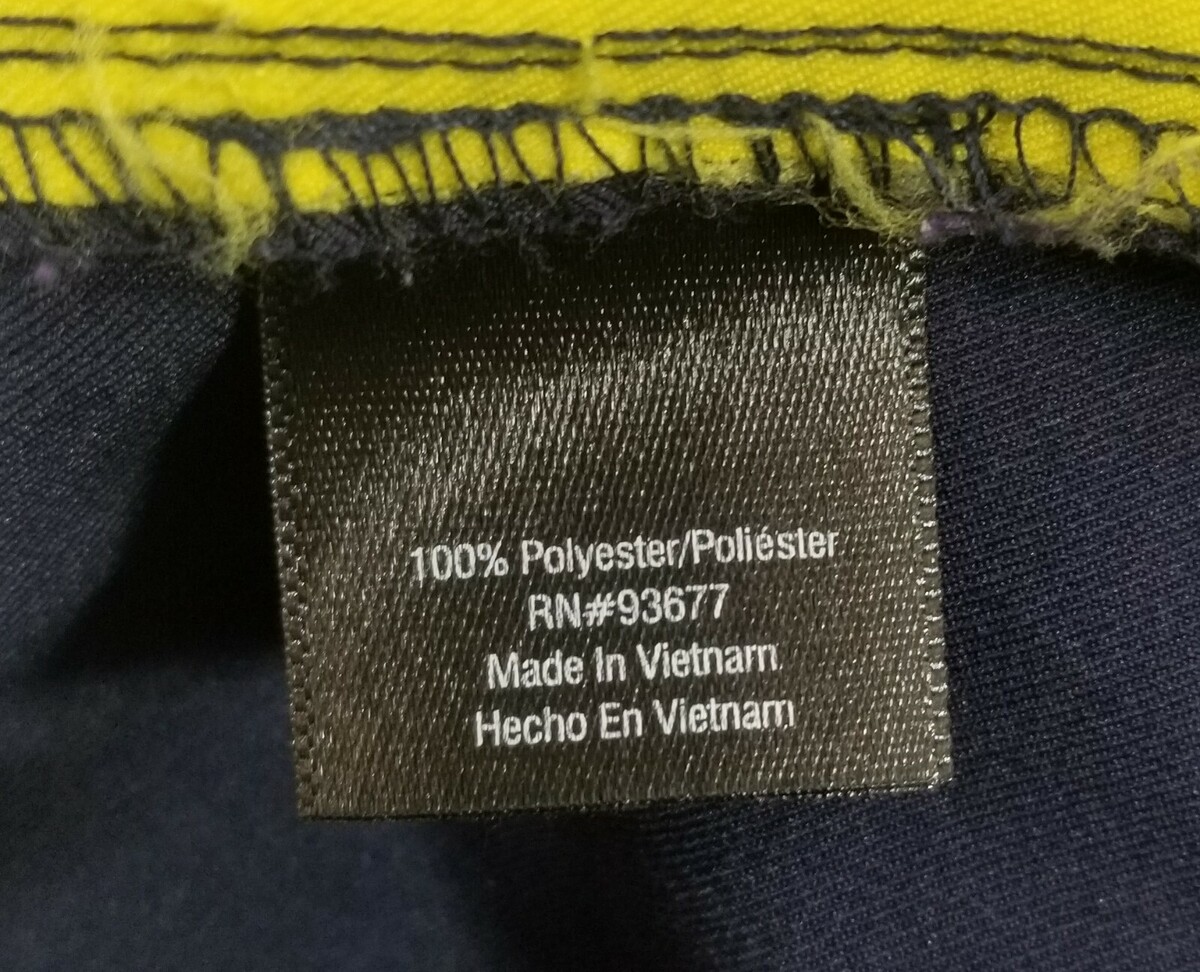 100% Polyester/Poliéster
RN#93677
Made In Vietnam
Hecho En Vietnam